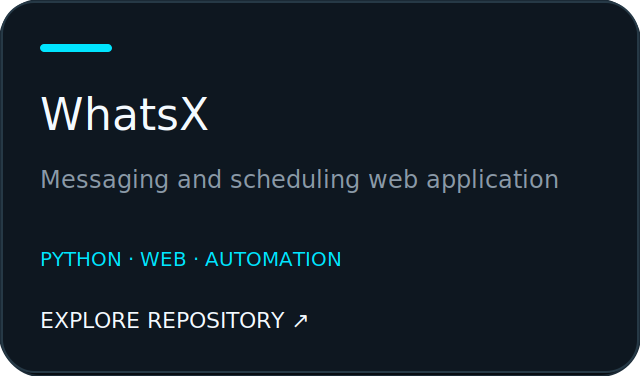 WhatsX
Messaging and scheduling web application
PYTHON · WEB · AUTOMATION
EXPLORE REPOSITORY ↗